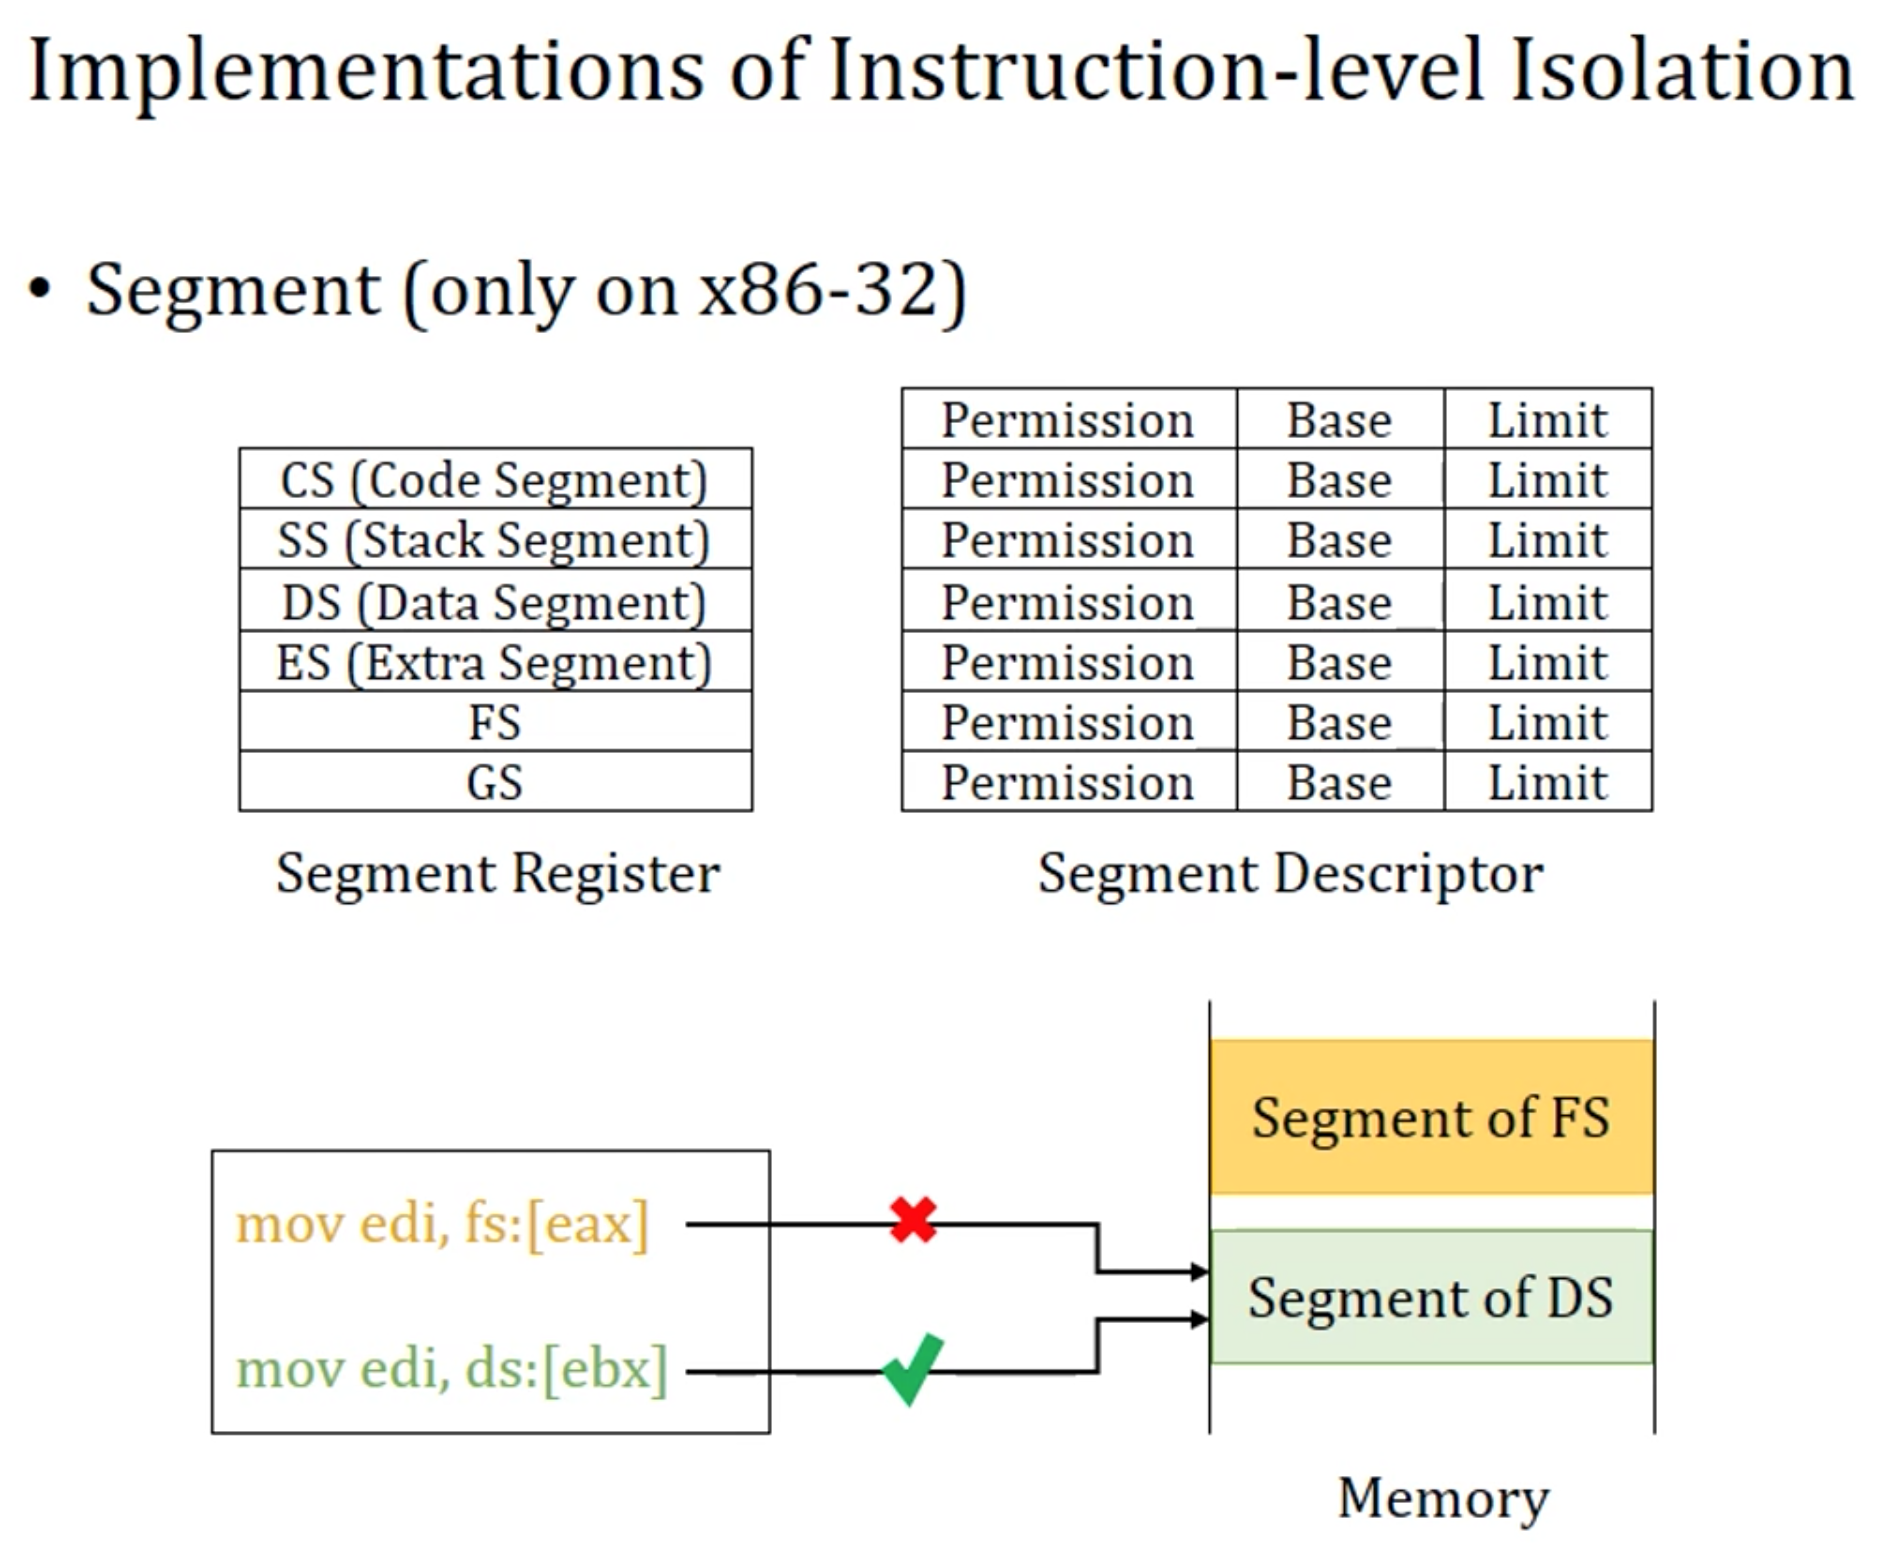 Implementations of Instruction-level Isolation
• Segment (only on x86-32)
CS (Code Segment)
SS (Stack Segment)
DS (Data Segment)
ES (Extra Segment)
FS
GS
Segment Register
Permission Base Limit
Permission Base Limit
Permission Base Limit
Permission Base Limit
Permission Base Limit
Permission Base Limit
Permission Base Limit
Segment Descriptor
mov edi, fs:[eax]
mov edi, ds:[ebx]
Segment of FS
Segment of DS
Memory